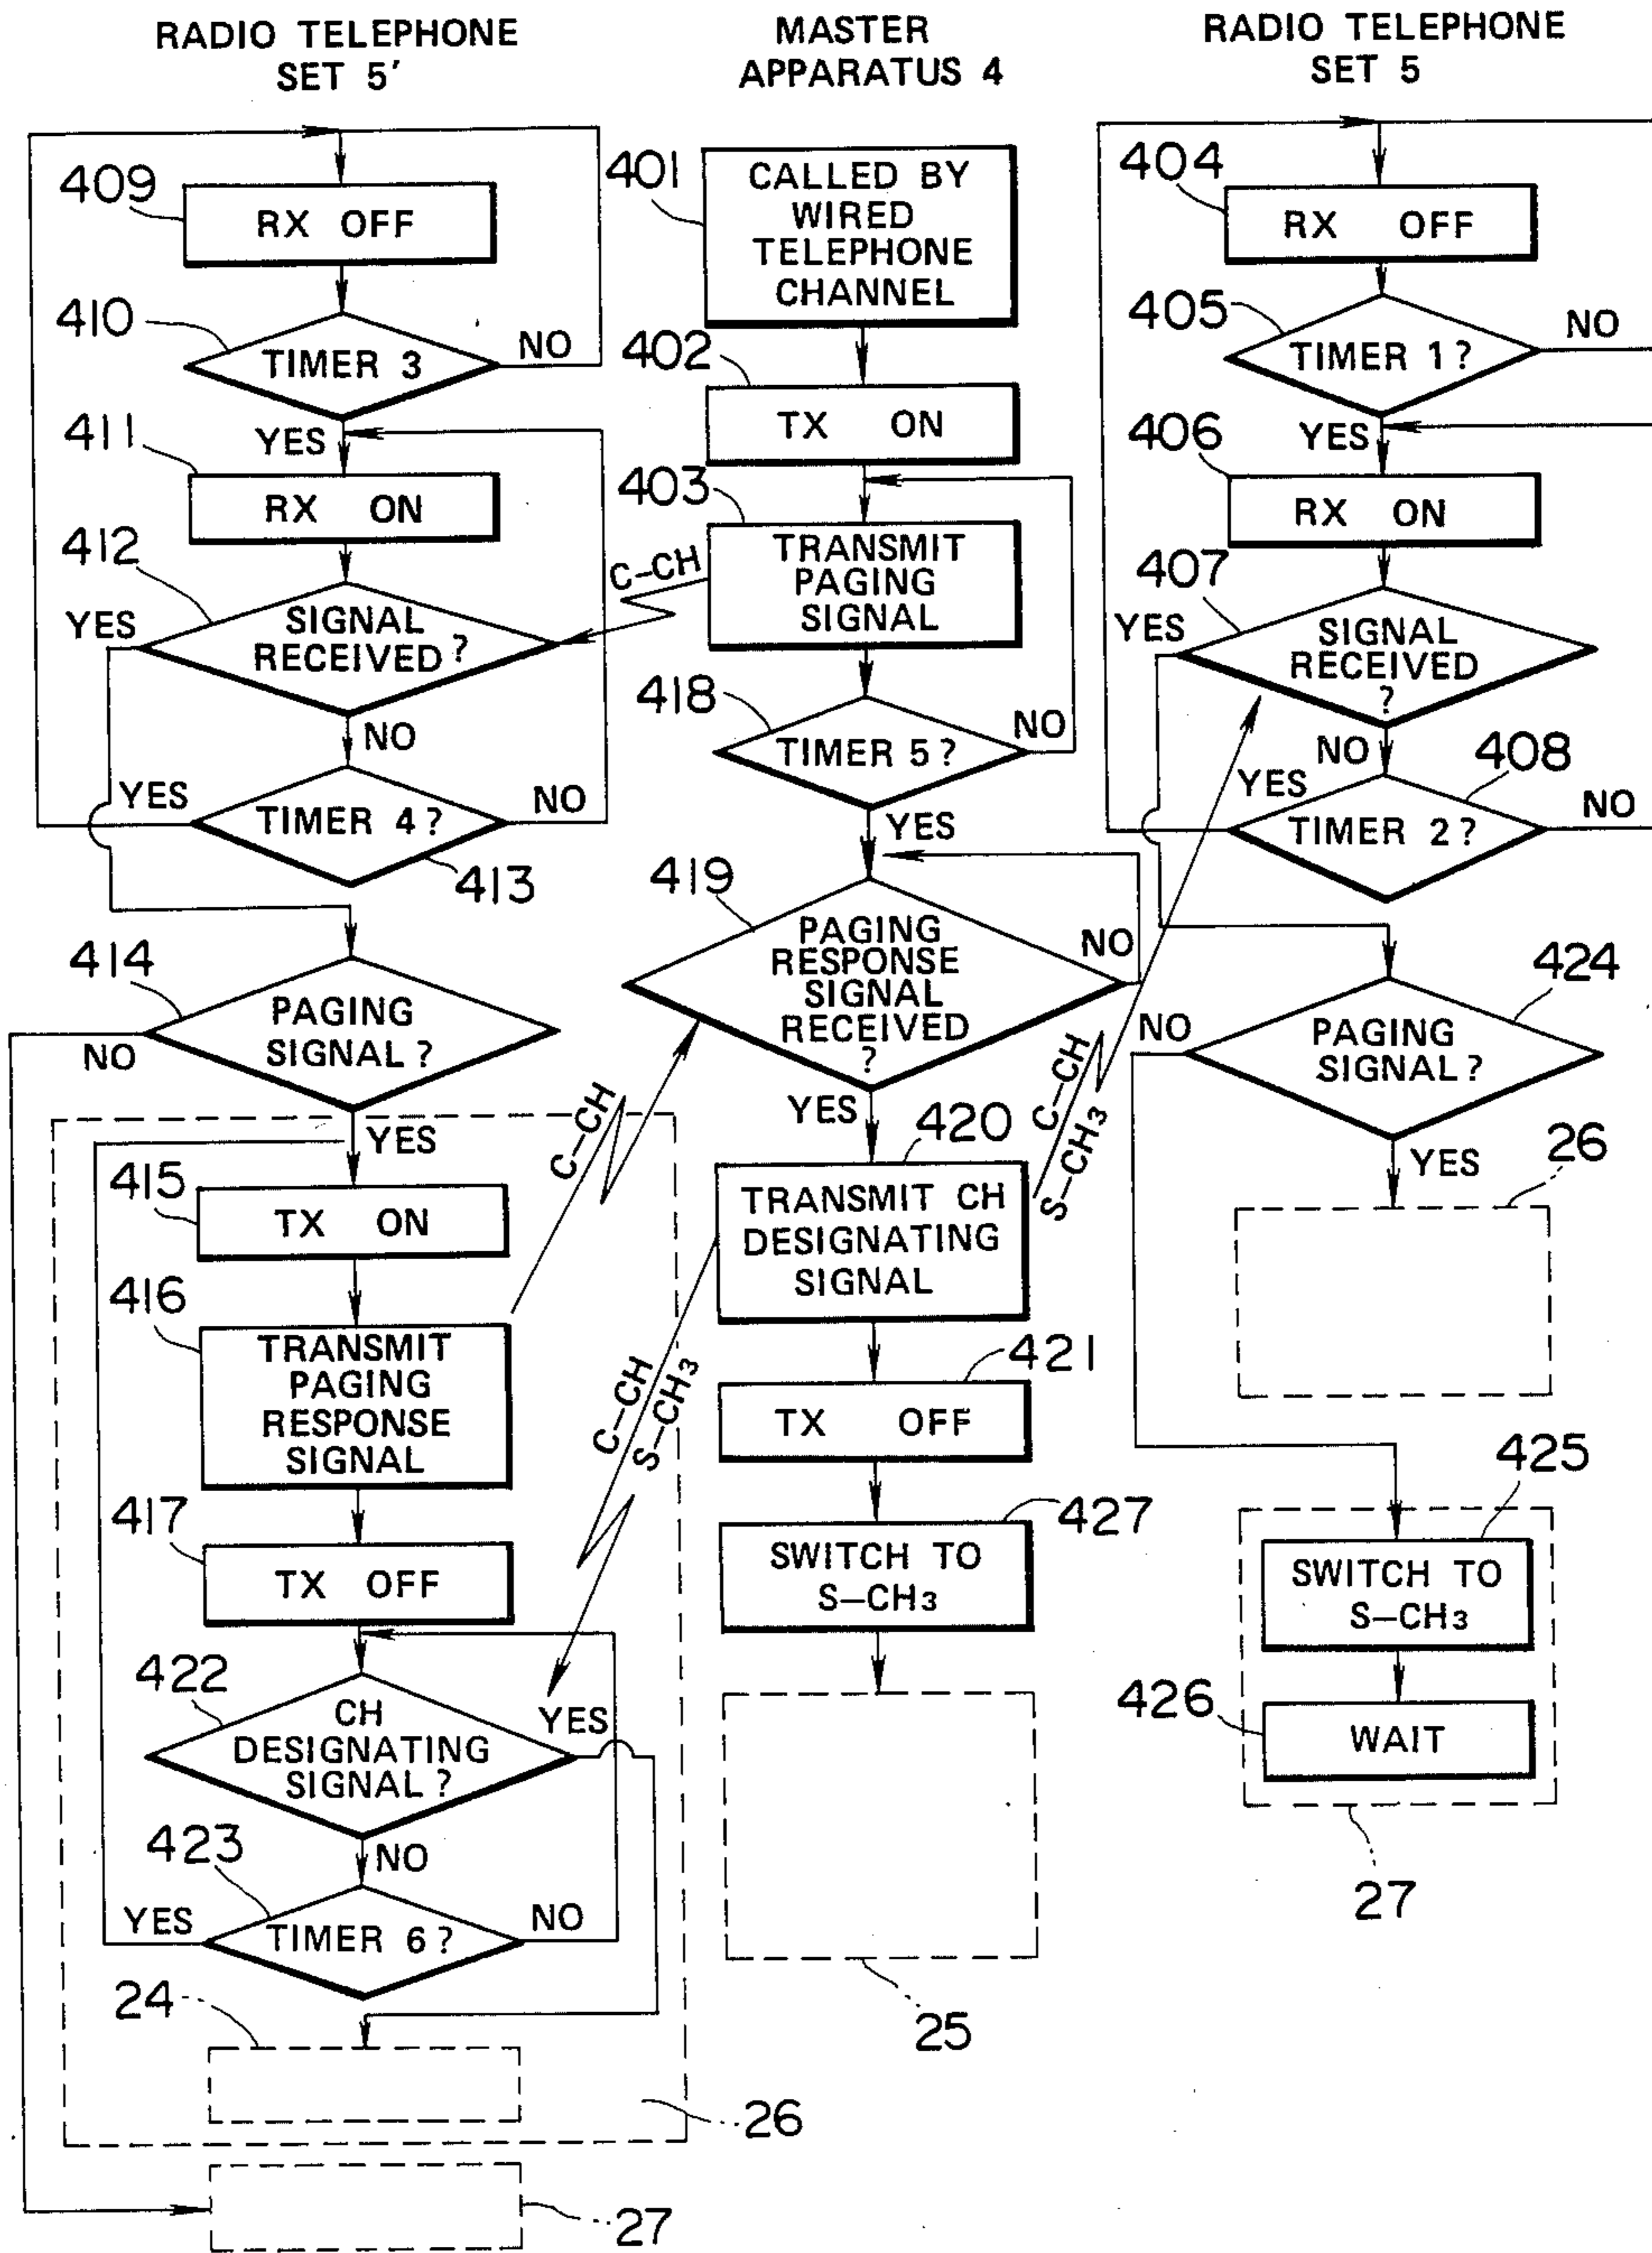 RADIO TELEPHONE
SET 5'
409
RX OFF
410
TIMER 3
NO
YES
411
RX ON
412
SIGNAL
RECEIVED ?
YES
NO
YES
TIMER 4 ?
NO
413
414
PAGING
SIGNAL ?
NO
YES
415
TX ON
416
TRANSMIT
PAGING
RESPONSE
SIGNAL
417
TX OFF
422
CH
DESIGNATING
SIGNAL ?
YES
NO
423
TIMER 6 ?
YES
NO
24
26
27
MASTER
APPARATUS 4
401
CALLED BY
WIRED
TELEPHONE
CHANNEL
402
TX ON
403
TRANSMIT
PAGING
SIGNAL
C-CH
418
TIMER 5 ?
NO
YES
419
PAGING
RESPONSE
SIGNAL
RECEIVED
?
NO
YES
C-CH
420
TRANSMIT CH
DESIGNATING
SIGNAL
C-CH
S-CH3
C-CH
S-CH3
421
TX OFF
427
SWITCH TO
S-CH3
25
RADIO TELEPHONE
SET 5
404
RX OFF
405
TIMER 1 ?
NO
YES
406
RX ON
407
SIGNAL
RECEIVED
?
YES
NO
408
YES
TIMER 2 ?
NO
424
PAGING
SIGNAL ?
NO
YES
26
425
SWITCH TO
S-CH3
426
WAIT
27